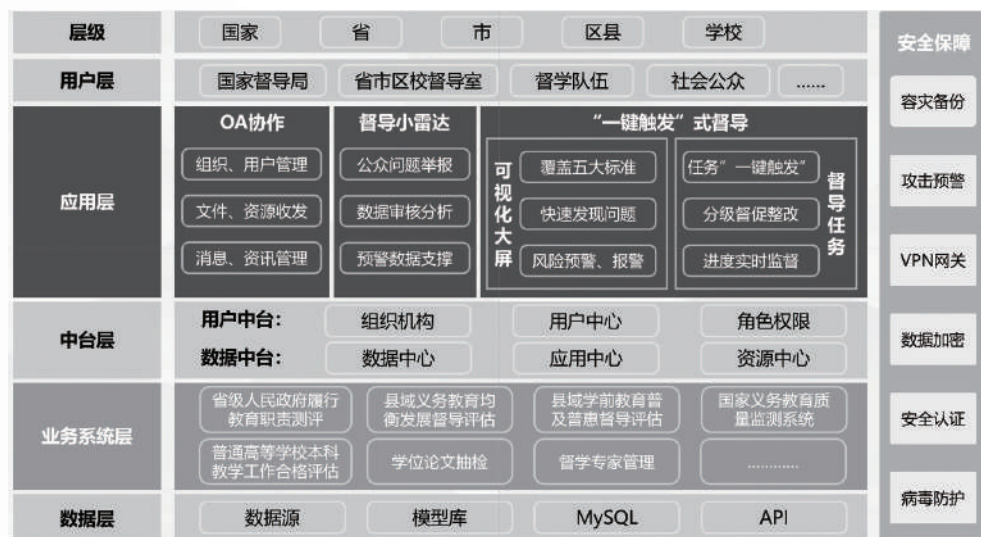 层级
国家
省
市
区县
学校
用户层
国家督导局
省市区校督导室
督学队伍
社会公众
......
应用层
OA协作
组织、用户管理
文件、资源收发
消息、资讯管理
督导小雷达
公众问题举报
数据审核分析
预警数据支撑
“一键触发”式督导
可视化大屏
覆盖五大标准
快速发现问题
风险预警、报警
任务”一键触发”
分级督促整改
进度实时监督
督导任务
中台层
用户中台：
组织机构
用户中心
角色权限
数据中台：
数据中心
应用中心
资源中心
业务系统层
省级人民政府履行
教育职责测评
县域义务教育均
衡发展督导评估
县域学前教育普
及普惠督导评估
国家义务教育质
量监测系统
普通高等学校本科
教学工作合格评估
学位论文抽检
督学专家管理
............
数据层
数据源
模型库
MySQL
API
安全保障
容灾备份
攻击预警
VPN网关
数据加密
安全认证
病毒防护